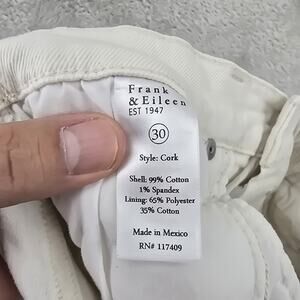 Frank
& Eileen
EST 1947
30
Style: Cork
Shell: 99% Cotton
1% Spandex
Lining: 65% Polyester
35% Cotton
Made in Mexico
RN# 117409